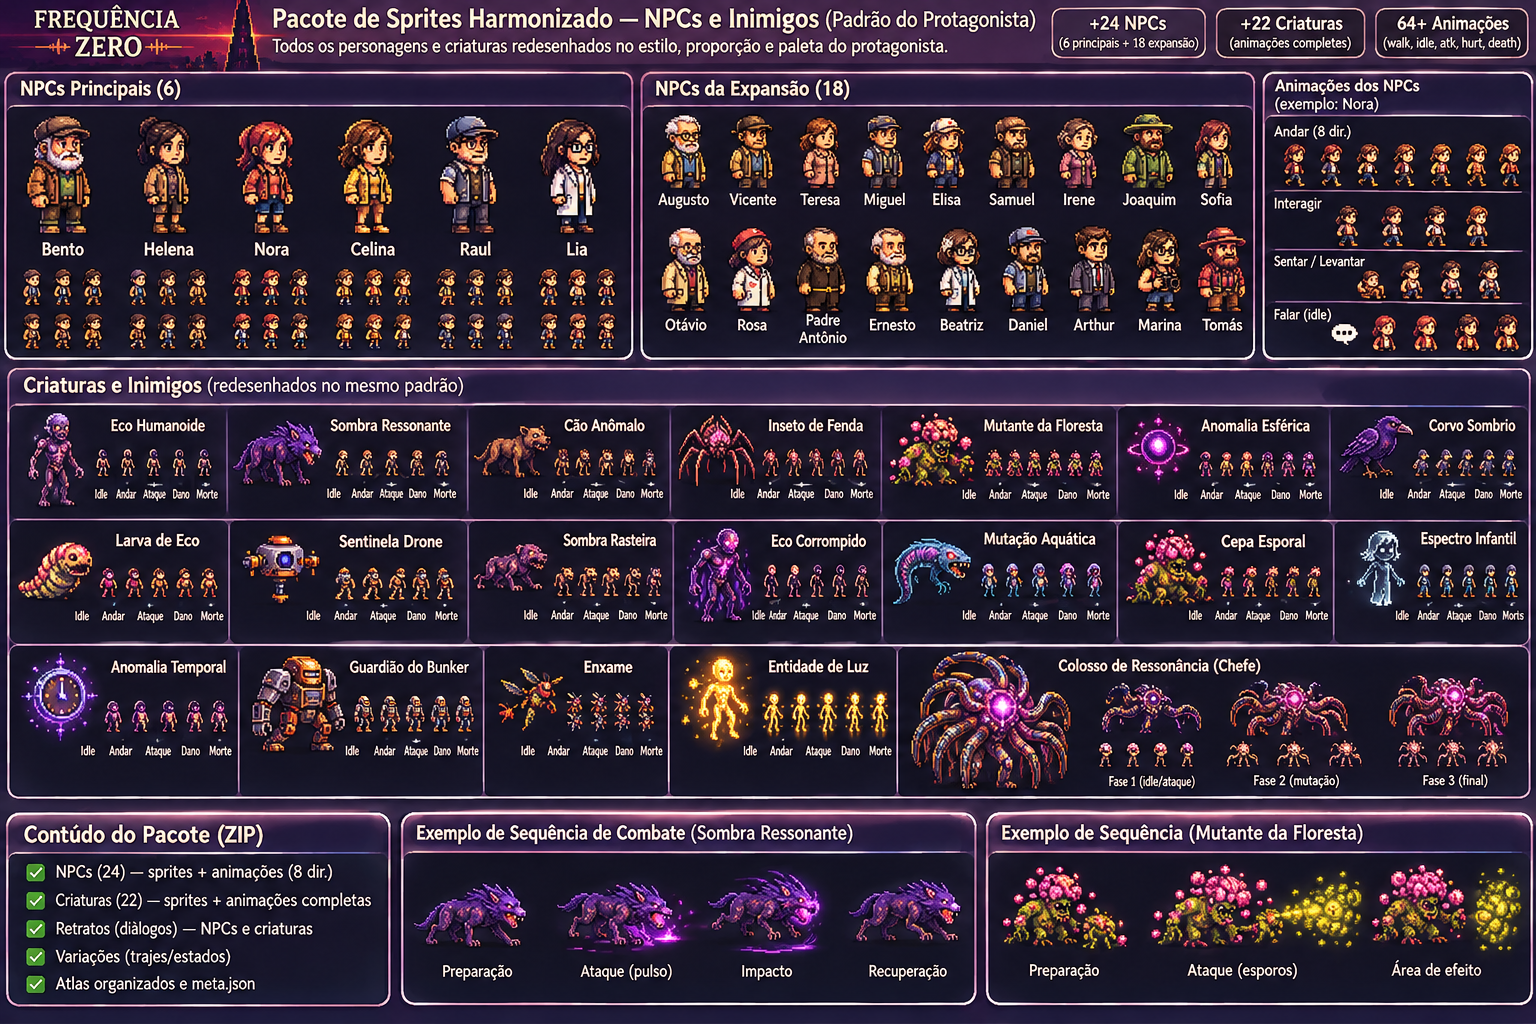 FREQUÊNCIA
ZERO
Pacote de Sprites Harmonizado — NPCs e Inimigos (Padrão do Protagonista)
Todos os personagens e criaturas redesenhados no estilo, proporção e paleta do protagonista.
+24 NPCs
(6 principais + 18 expansão)
+22 Criaturas
(animações completes)
64+ Animações
(walk, idle, atk, hurt, death)
NPCs Principais (6)
Bento
Helena
Nora
Celina
Raul
Lia
NPCs da Expansão (18)
Augusto
Vicente
Teresa
Miguel
Elisa
Samuel
Irene
Joaquim
Sofia
Otávio
Rosa
Padre
Antônio
Ernesto
Beatriz
Daniel
Arthur
Marina
Tomás
Animações dos NPCs
(exemplo: Nora)
Andar (8 dir.)
Interagir
Sentar / Levantar
Falar (idle)
Criaturas e Inimigos (redesenhados no mesmo padrão)
Eco Humanoide
Idle Andar Ataque Dano Morte
Sombra Ressonante
Idle Andar Ataque Dano Morte
Cão Anômalo
Idle Andar Ataque Dano Morte
Inseto de Fenda
Idle Andar Ataque Dano Morte
Mutante da Floresta
Idle Andar Ataque Dano Morte
Anomalia Esférica
Idle Andar Ataque Dano Morte
Corvo Sombrio
Idle Andar Ataque Dano Morte
Larva de Eco
Idle Andar Ataque Dano Morte
Sentinela Drone
Idle Andar Ataque Dano Morte
Sombra Rasteira
Idle Andar Ataque Dano Morte
Eco Corrompido
Idle Andar Ataque Dano Morte
Mutação Aquática
Idle Andar Ataque Dano Morte
Cepa Esporal
Idle Andar Ataque Dano Morte
Espectro Infantil
Idle Andar Ataque Dano Moris
Anomalia Temporal
Idle Andar Ataque Dano Morte
Guardião do Bunker
Idle Andar Ataque Dano Morte
Enxame
Idle Andar Ataque Dano Morte
Entidade de Luz
Idle Andar Ataque Dano Morte
Colosso de Ressonância (Chefe)
Fase 1 (idle/ataque)
Fase 2 (mutação)
Fase 3 (final)
Contúdo do Pacote (ZIP)
NPCs (24) — sprites + animações (8 dir.)
Criaturas (22) — sprites + animações completas
Retratos (diàlogos) — NPCs e criaturas
Variações (trajes/estados)
Atlas organizados e meta.json
Exemplo de Sequência de Combate (Sombra Ressonante)
Preparação
Ataque (pulso)
Impacto
Recuperação
Exemplo de Sequência (Mutante da Floresta)
Preparação
Ataque (esporos)
Área de efeito